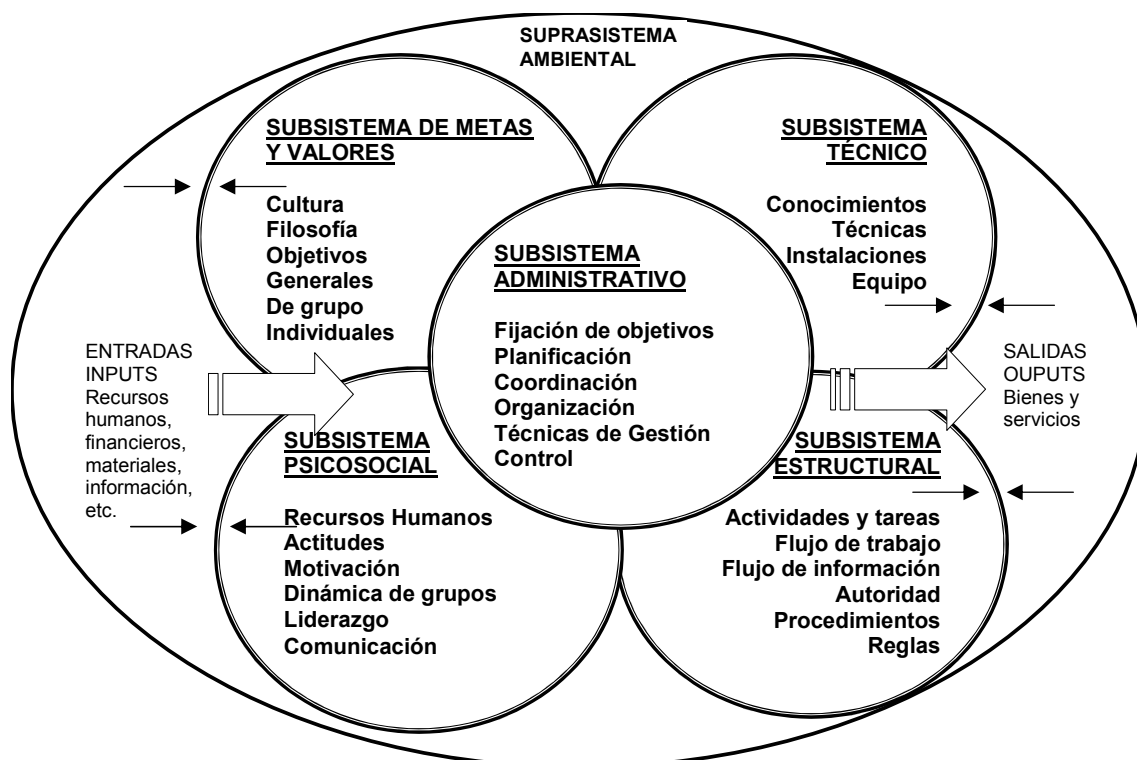 SUPRASISTEMA
AMBIENTAL
SUBSISTEMA DE METAS
Y VALORES
Cultura
Filosofía
Objetivos
Generales
De grupo
Individuales
SUBSISTEMA
TÉCNICO
Conocimientos
Técnicas
Instalaciones
Equipo
SUBSISTEMA
ADMINISTRATIVO
Fijación de objetivos
Planificación
Coordinación
Organización
Técnicas de Gestión
Control
ENTRADAS
INPUTS
Recursos
humanos,
financieros,
materiales,
información,
etc.
SALIDAS
OUPUTS
Bienes y
servicios
SUBSISTEMA
PSICOSOCIAL
Recursos Humanos
Actitudes
Motivación
Dinámica de grupos
Liderazgo
Comunicación
SUBSISTEMA
ESTRUCTURAL
Actividades y tareas
Flujo de trabajo
Flujo de información
Autoridad
Procedimientos
Reglas